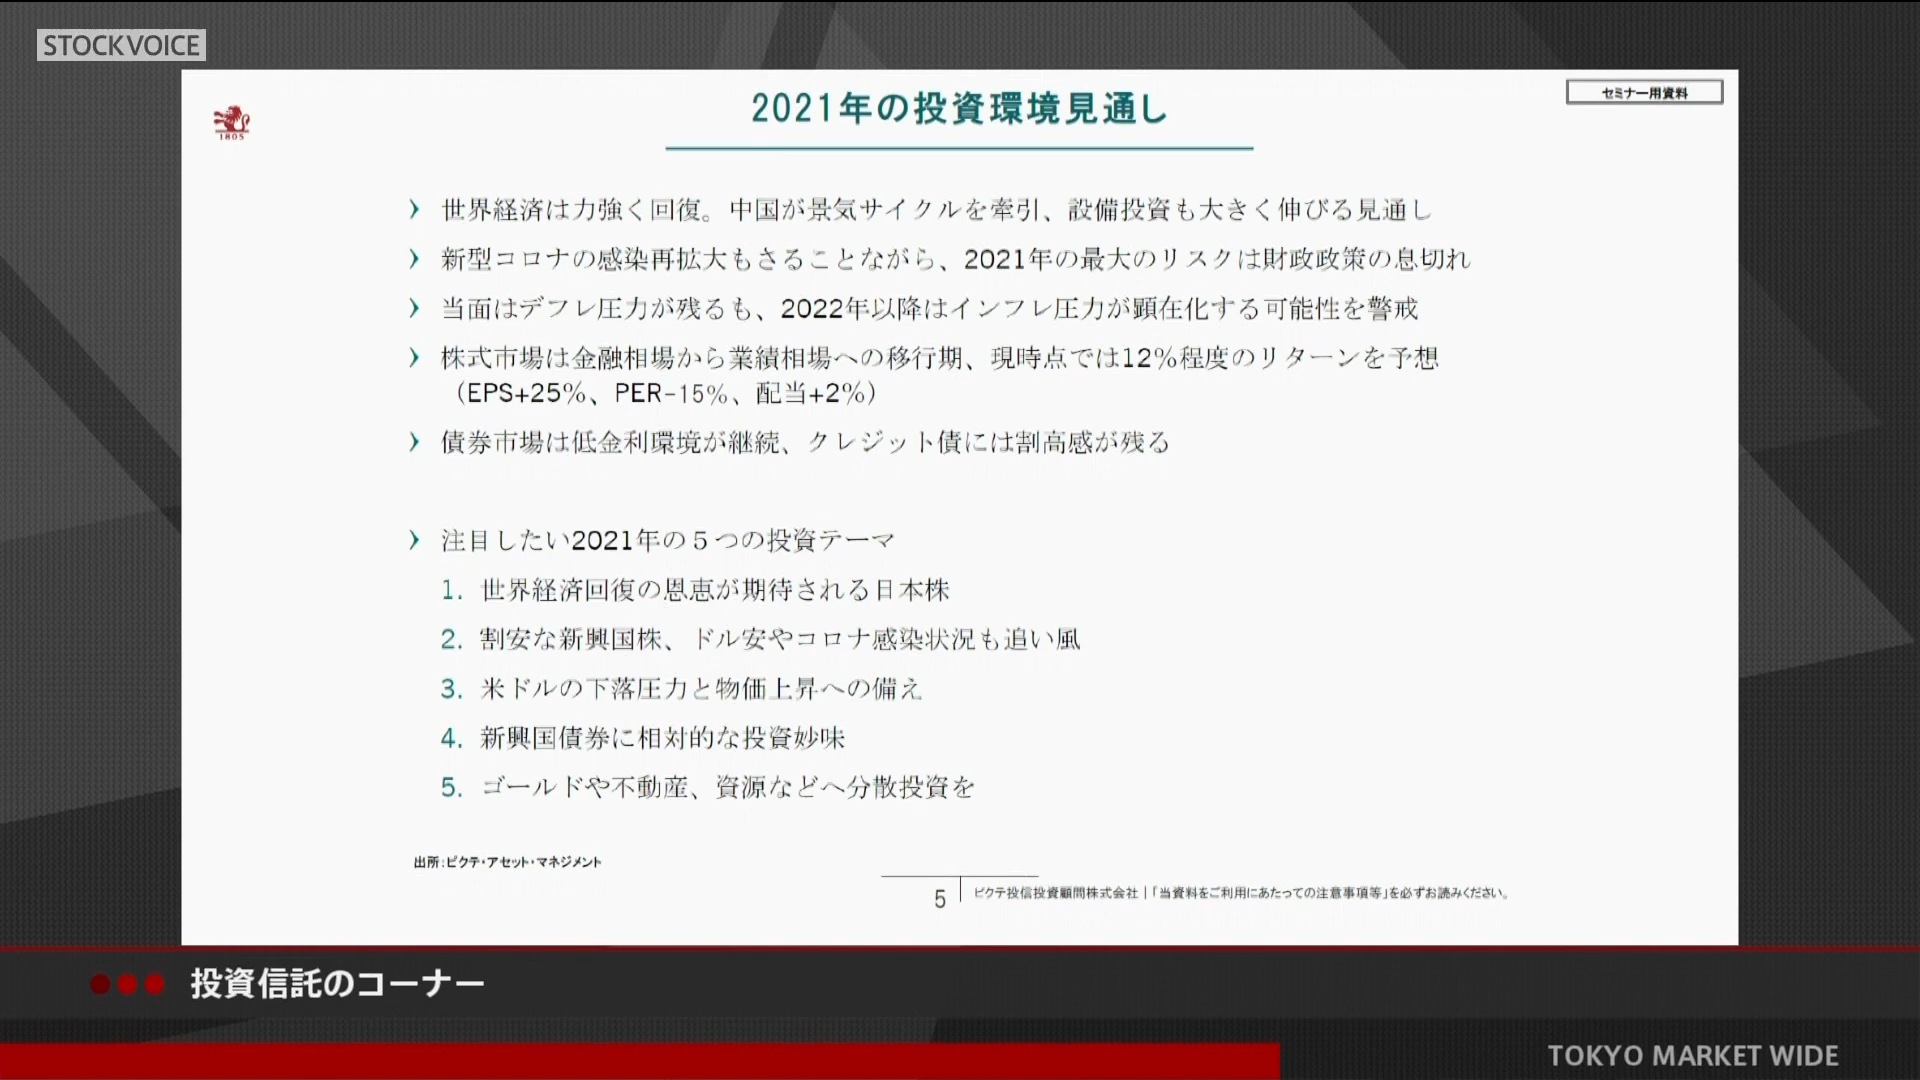 STOCKVOICE
2021年の投資環境見通し
セミナー用資料
1805
世界経済は力強く回復。中国が景気サイクルを牽引、設備投資も大きく伸びる見通し
新型コロナの感染再拡大もさることながら、2021年の最大のリスクは財政政策の息切れ
当面はデフレ圧力が残るも、2022年以降はインフレ圧力が顕在化する可能性を警戒
株式市場は金融相場から業績相場への移行期、現時点では12%程度のリターンを予想
（EPS+25%、PER-15%、配当+2%）
債券市場は低金利環境が継続、クレジット債には割高感が残る
注目したい2021年の５つの投資テーマ
1. 世界経済回復の恩恵が期待される日本株
2. 割安な新興国株、ドル安やコロナ感染状況も追い風
3. 米ドルの下落圧力と物価上昇への備え
4. 新興国債券に相対的な投資妙味
5. ゴールドや不動産、資源などへ分散投資を
出所：ピクテ・アセット・マネジメント
5 ピクテ投信投資顧問株式会社 | 「当資料をご利用にあたっての注意事項等」を必ずお読みください。
投資信託のコーナー
TOKYO MARKET WIDE